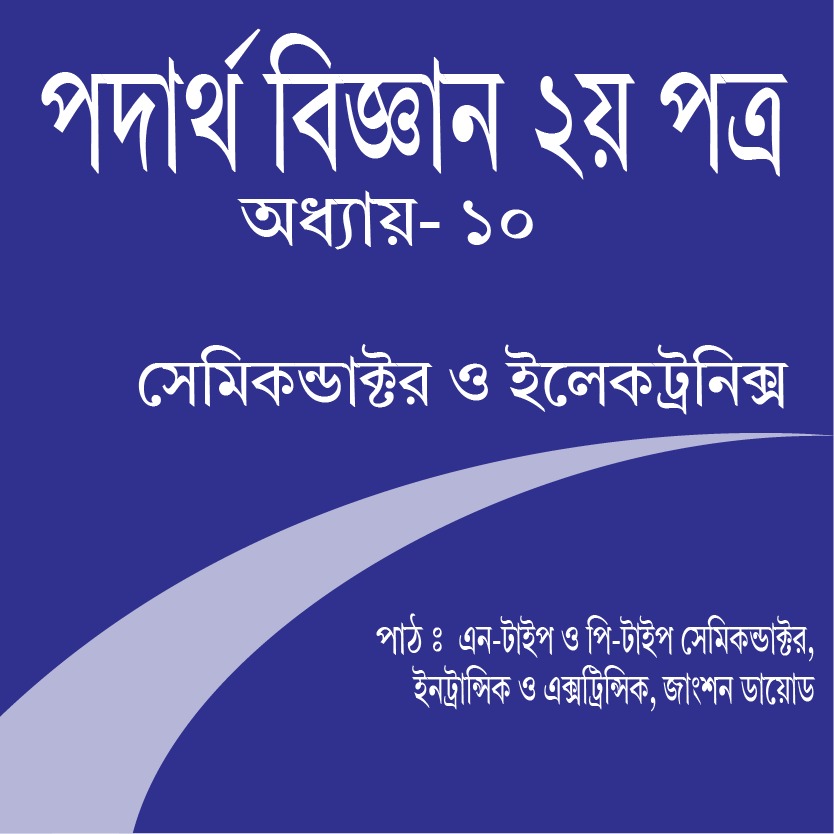 পদার্থ বিজ্ঞান ২য় পত্র
অধ্যায়- ১০
সেমিকন্ডাক্টর ও ইলেকট্রনিক্স
পাঠ ঃ এন-টাইপ ও পি-টাইপ সেমিকন্ডাক্টর,
ইনট্রান্সিক ও এক্সট্রিন্সিক, জাংশন ডায়োড